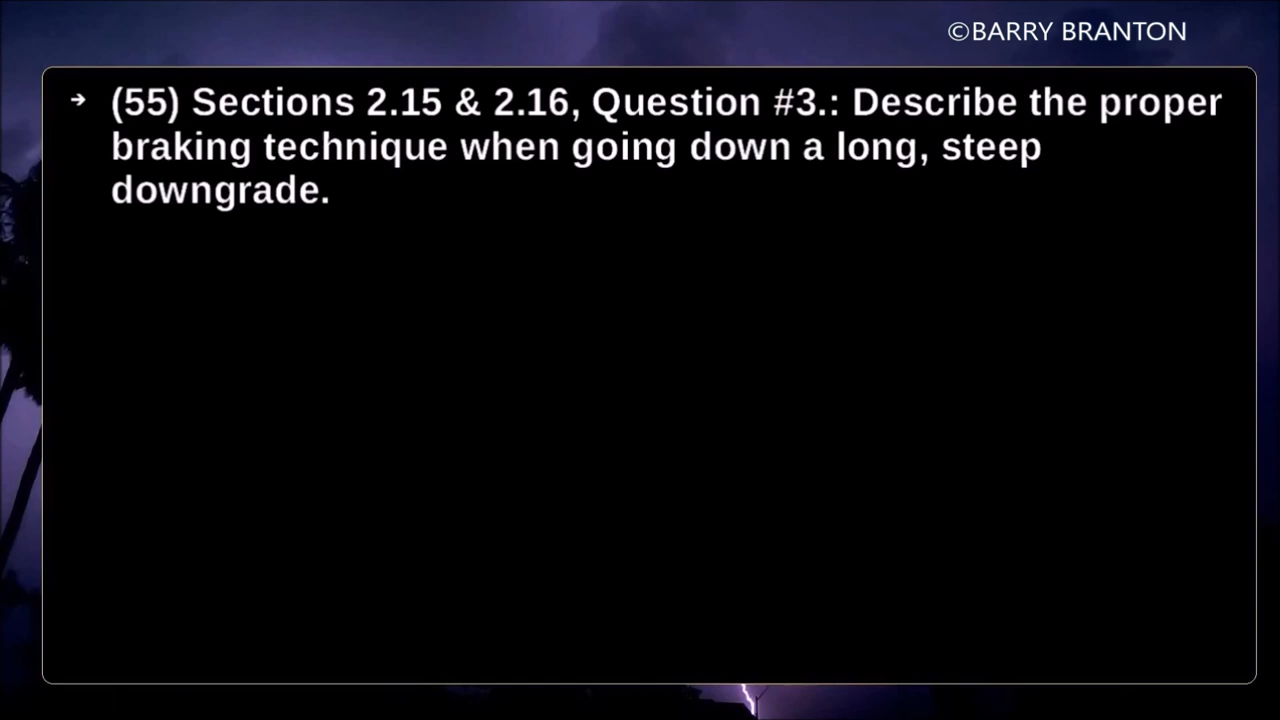 ©BARRY BRANTON
➔ (55) Sections 2.15 & 2.16, Question #3.: Describe the proper
braking technique when going down a long, steep
downgrade.